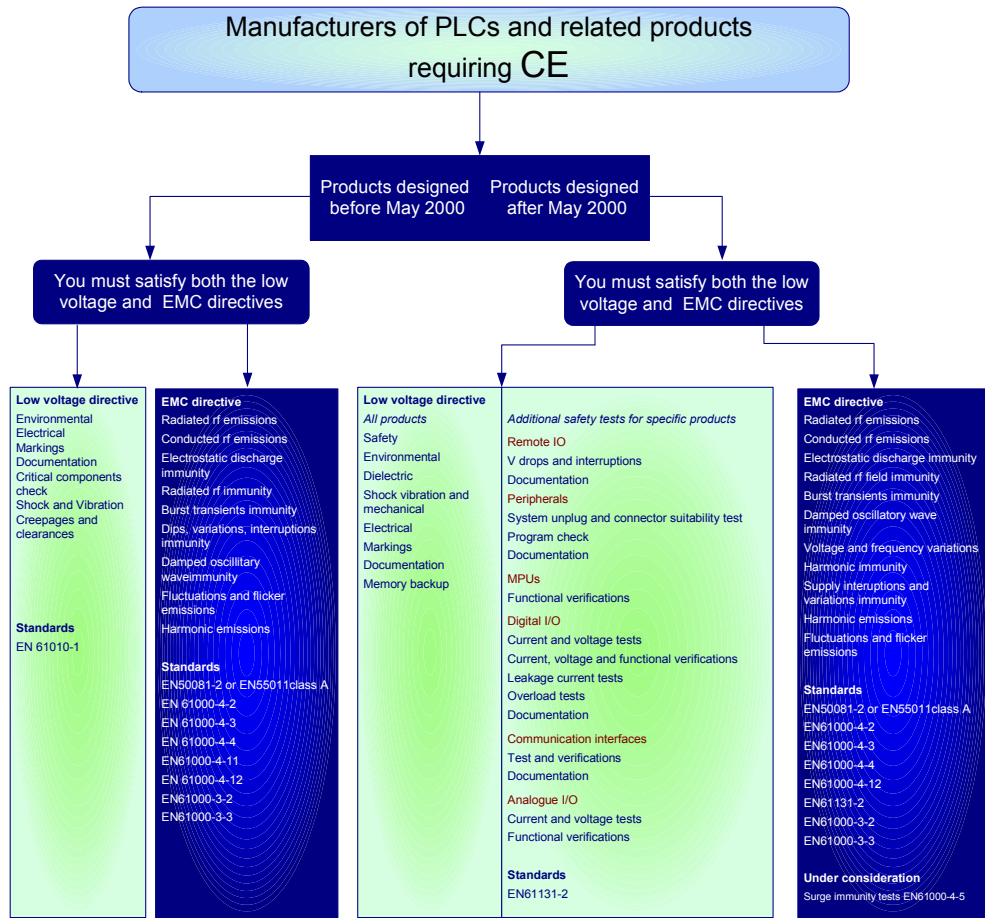 Manufacturers of PLCs and related products
requiring CE
Products designed
before May 2000
Products designed
after May 2000
You must satisfy both the low
voltage and EMC directives
You must satisfy both the low
voltage and EMC directives
Low voltage directive
Environmental
Electrical
Markings
Documentation
Critical components
check
Shock and Vibration
Creepages and
clearances
Standards
EN 61010-1
EMC directive
Radiated rf emissions
Conducted rf emissions
Electrostatic discharge
immunity
Radiated rf immunity
Burst transients immunity
Dips, variations, interruptions
immunity
Damped oscillitary
waveimmunity
Fluctuations and flicker
emissions
Harmonic emissions
Standards
EN50081-2 or EN55011class A
EN 61000-4-2
EN 61000-4-3
EN 61000-4-4
EN61000-4-11
EN 61000-4-12
EN61000-3-2
EN61000-3-3
Low voltage directive
All products
Safety
Environmental
Dielectric
Shock vibration and
mechanical
Electrical
Markings
Documentation
Memory backup
Additional safety tests for specific products
Remote IO
V drops and interruptions
Documentation
Peripherals
System unplug and connector suitability test
Program check
Documentation
MPUs
Functional verifications
Digital I/O
Current and voltage tests
Current, voltage and functional verifications
Leakage current tests
Overload tests
Documentation
Communication interfaces
Test and verifications
Documentation
Analogue I/O
Current and voltage tests
Functional verifications
Standards
EN61131-2
EMC directive
Radiated rf emissions
Conducted rf emissions
Electrostatic discharge immunity
Radiated rf field immunity
Burst transients immunity
Damped oscillatory wave
immunity
Voltage and frequency variations
Harmonic immunity
Supply interuptions and
variations immunity
Harmonic emissions
Fluctuations and flicker
emissions
Standards
EN50081-2 or EN55011class A
EN61000-4-2
EN61000-4-3
EN61000-4-4
EN61000-4-12
EN61131-2
EN61000-3-2
EN61000-3-3
Under consideration
Surge immunity tests EN61000-4-5